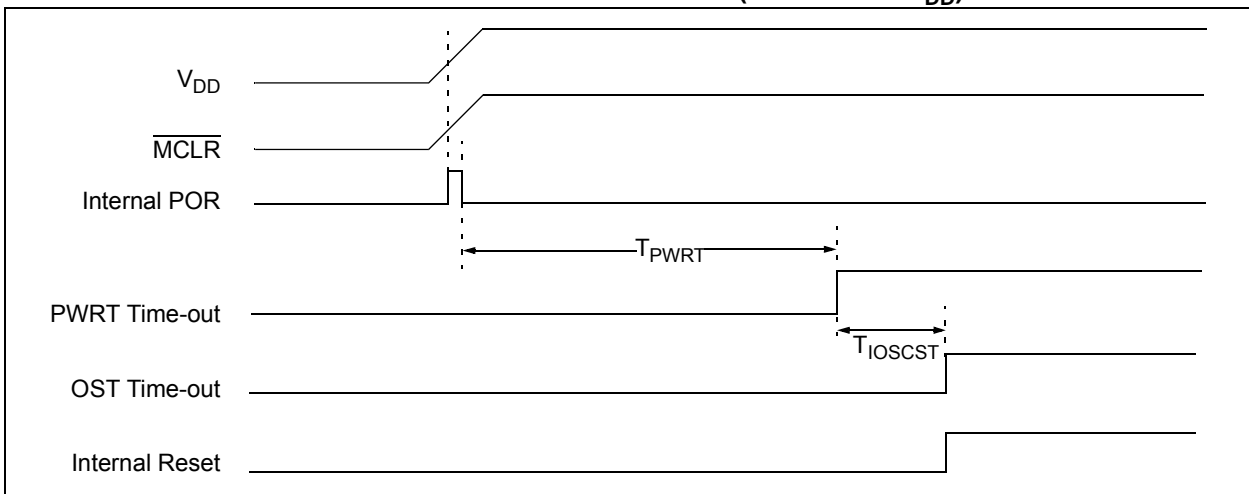 VDD
MCLR
Internal POR
TPWRT
PWRT Time-out
TIOSCST
OST Time-out
Internal Reset